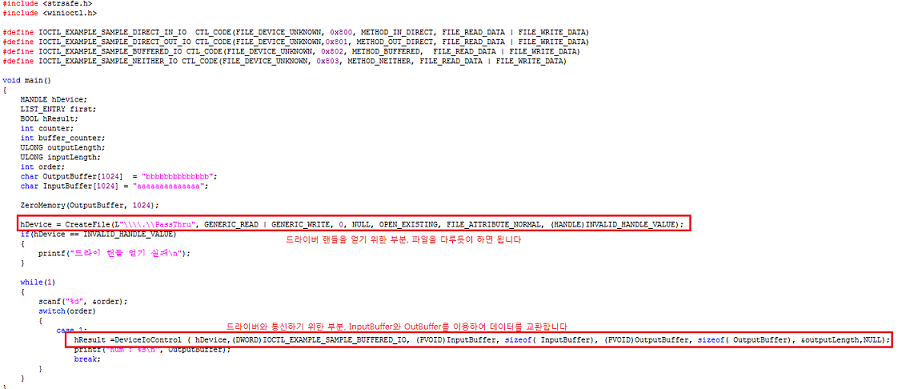 #include <strsafe.h>
#include <winioctl.h>
#define IOCTL_EXAMPLE_SAMPLE_DIRECT_IN_IO CTL_CODE(FILE_DEVICE_UNKNOWN, 0x800, METHOD_IN_DIRECT, FILE_READ_DATA | FILE_WRITE_DATA)
#define IOCTL_EXAMPLE_SAMPLE_DIRECT_OUT_IO CTL_CODE(FILE_DEVICE_UNKNOWN,0x801, METHOD_OUT_DIRECT, FILE_READ_DATA | FILE_WRITE_DATA)
#define IOCTL_EXAMPLE_SAMPLE_BUFFERED_IO CTL_CODE(FILE_DEVICE_UNKNOWN, 0x802, METHOD_BUFFERED, FILE_READ_DATA | FILE_WRITE_DATA)
#define IOCTL_EXAMPLE_SAMPLE_NEITHER_IO CTL_CODE(FILE_DEVICE_UNKNOWN, 0x803, METHOD_NEITHER, FILE_READ_DATA | FILE_WRITE_DATA)
void main()
{
HANDLE hDevice;
LIST_ENTRY first;
BOOL hResult;
int counter;
int buffer_counter;
ULONG outputLength;
ULONG inputLength;
int order;
char OutputBuffer[1024] = "bbbbbbbbbbbbbb";
char InputBuffer[1024] = "aaaaaaaaaaaaaa";
ZeroMemory(OutputBuffer, 1024);
hDevice = CreateFile(L"\\\\.\\PassThru", GENERIC_READ | GENERIC_WRITE, 0, NULL, OPEN_EXISTING, FILE_ATTRIBUTE_NORMAL, (HANDLE)INVALID_HANDLE_VALUE);
if(hDevice == INVALID_HANDLE_VALUE)
드라이버 핸들을 얻기 위한 부분, 파일을 다루듯이 하면 됩니다
{
printf("드라이 핸들 얻기 실패\n");
}
while(1)
{
scanf("%d", &order);
switch(order)
드라이버와 통신하기 위한 부분, InputBuffer와 OutBuffer를 이용하여 데이터를 교환합니다
{
case 1:
hResult =DeviceIoControl ( hDevice,(DWORD)IOCTL_EXAMPLE_SAMPLE_BUFFERED_IO, (PVOID)InputBuffer, sizeof( InputBuffer), (PVOID)OutputBuffer, sizeof( OutputBuffer), &outputLength,NULL);
printf("Num : %s\n", OutputBuffer);
break;
}
}
}